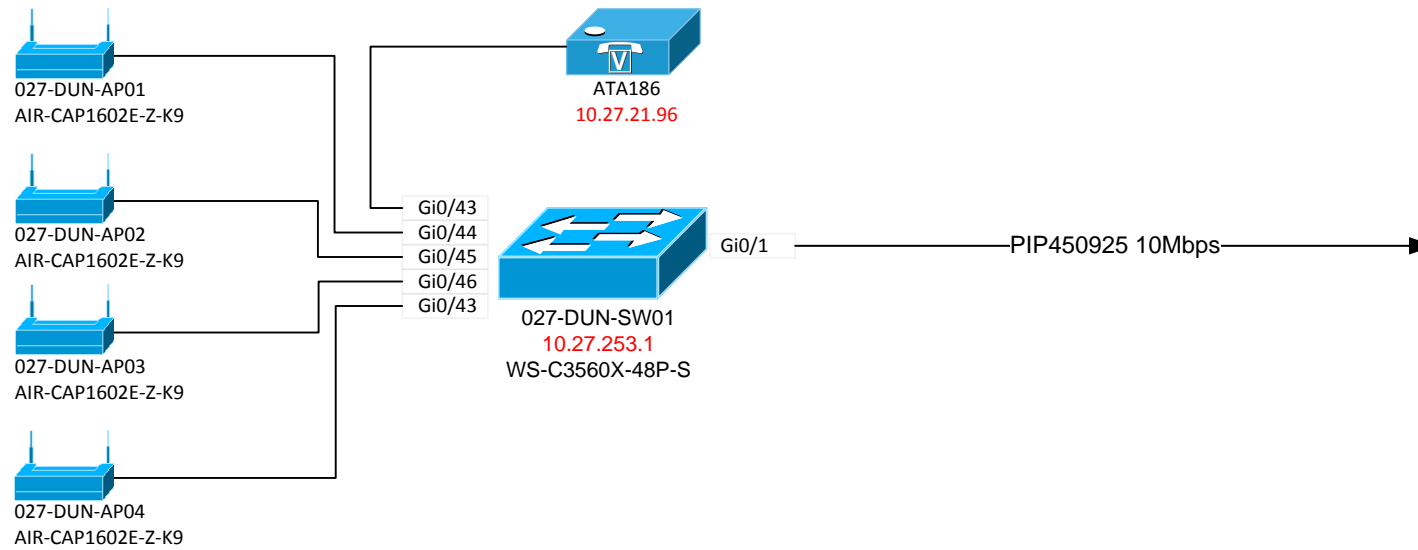 027-DUN-AP01
AIR-CAP1602E-Z-K9
V
ATA186
10.27.21.96
027-DUN-AP02
AIR-CAP1602E-Z-K9
Gi0/43
Gi0/44
Gi0/45
Gi0/46
Gi0/43
Gi0/1
PIP450925 10Mbps
027-DUN-SW01
10.27.253.1
WS-C3560X-48P-S
027-DUN-AP03
AIR-CAP1602E-Z-K9
027-DUN-AP04
AIR-CAP1602E-Z-K9